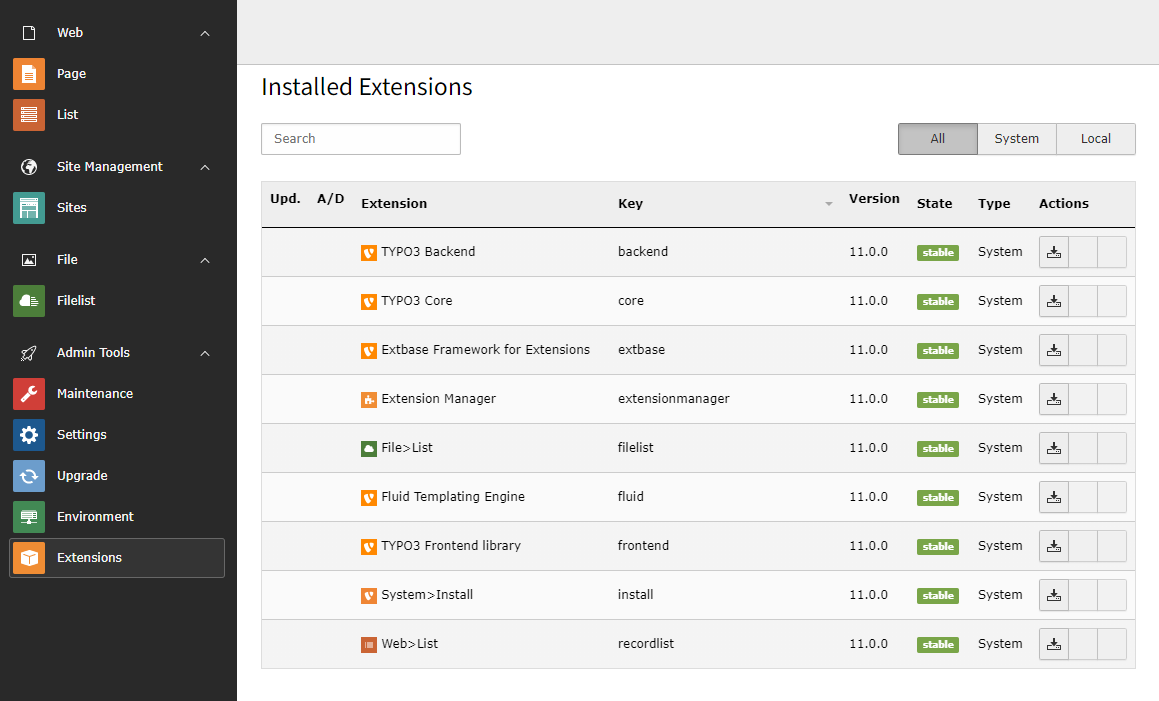 Web
Page
List
Site Management
Sites
File
Filelist
Admin Tools
Maintenance
Settings
Upgrade
Environment
Extensions
Installed Extensions
Search
All System Local
Upd. A/D Extension Key Version State Type Actions
TYPO3 Backend backend 11.0.0 stable System
TYPO3 Core core 11.0.0 stable System
Extbase Framework for Extensions extbase 11.0.0 stable System
Extension Manager extensionmanager 11.0.0 stable System
File>List filelist 11.0.0 stable System
Fluid Templating Engine fluid 11.0.0 stable System
TYPO3 Frontend library frontend 11.0.0 stable System
System>Install install 11.0.0 stable System
Web>List recordlist 11.0.0 stable System